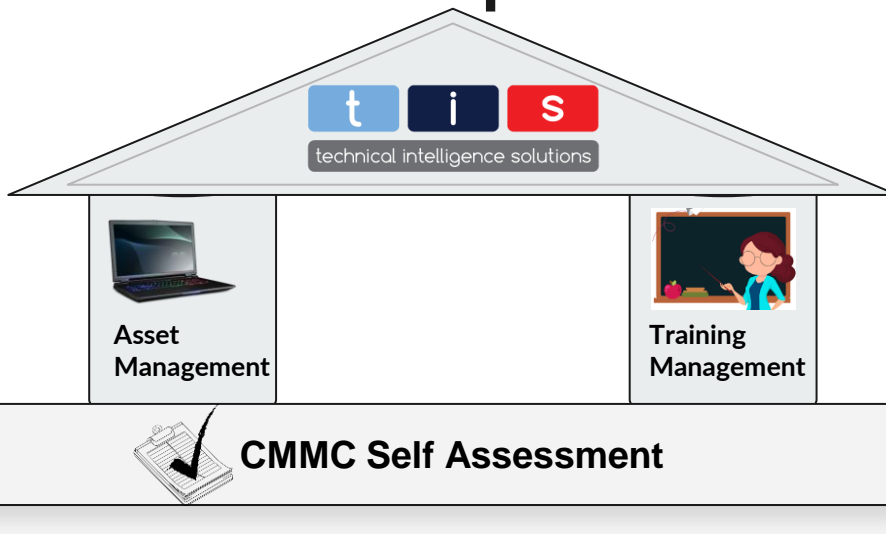 t i s
technical intelligence solutions
Asset
Management
Training
Management
CMMC Self Assessment